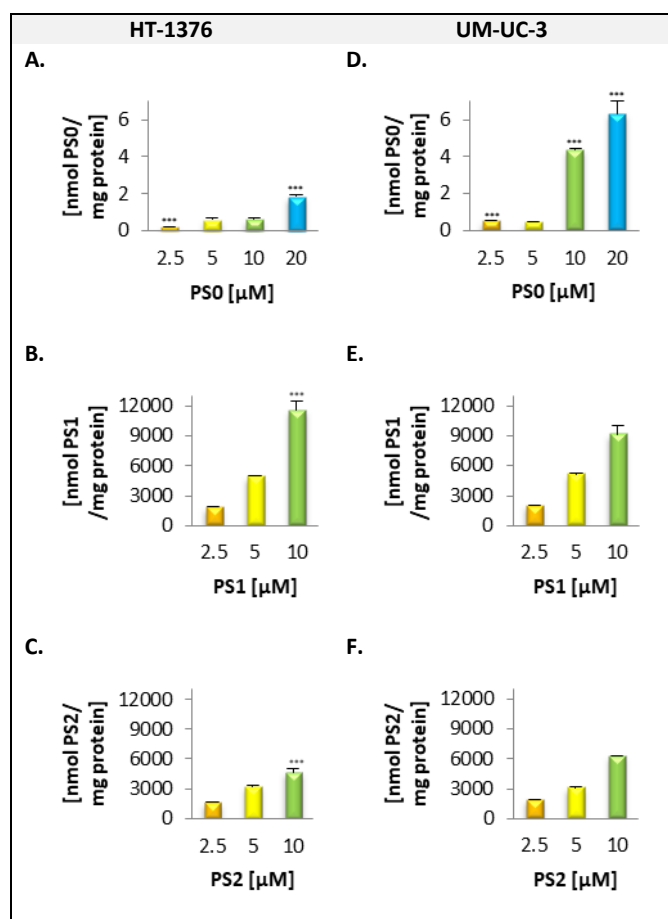 HT-1376
UM-UC-3
A.
[nmol PS0/
mg protein]
6
4
2
0
***
***
2.5 5 10 20
PS0 [µM]
D.
[nmol PS0/
mg protein]
6
4
2
0
***
***
***
2.5 5 10 20
PS0 [µM]
B.
[nmol PS1
/mg protein]
12000
9000
6000
3000
0
***
2.5 5 10
PS1 [µM]
E.
[nmol PS1
/mg protein]
12000
9000
6000
3000
0
2.5 5 10
PS1 [µM]
C.
[nmol PS2/
mg protein]
12000
9000
6000
3000
0
***
2.5 5 10
PS2 [µM]
F.
[nmol PS2/
mg protein]
12000
9000
6000
3000
0
2.5 5 10
PS2 [µM]